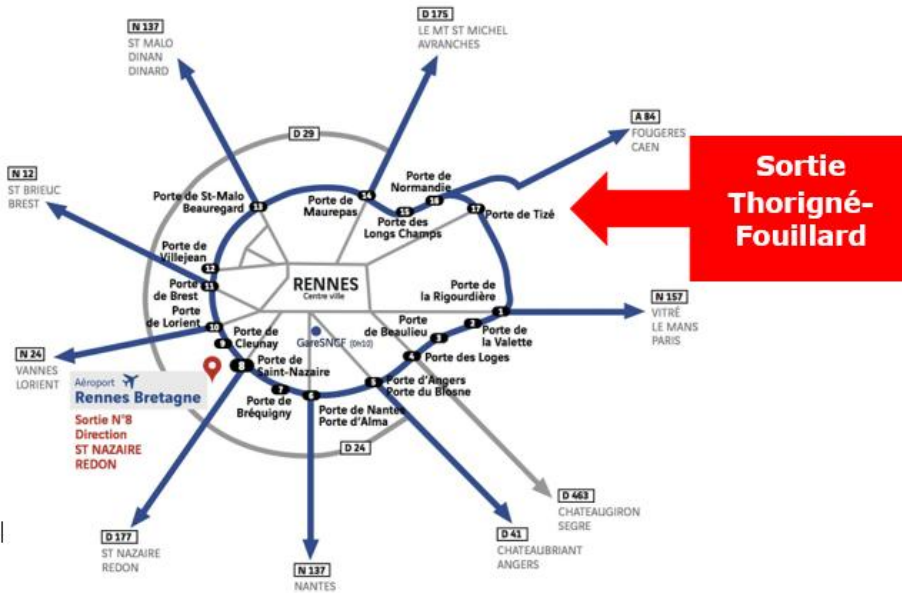 N 137
ST MALO
DINAN
DINARD
D 175
LE MT ST MICHEL
AVRANCHES
A 84
FOUGERES
CAEN
Sortie
Thorigné-
Fouillard
D 29
N 12
ST BRIEUC
BREST
Porte de St-Malo
Beauregard
13
Porte de
Maurepas
14
Porte de
Normandie
16
15
Porte des
Longs Champs
17
Porte de Tizé
Porte de
Villejean
12
11
Porte
de Brest
RENNES
Centre ville
Porte de
la Rigourdière
1
N 157
VITRÉ
LE MANS
PARIS
Porte
de Lorient
10
9
Porte de
Cleunay
GareSNCF (0h10)
Porte
de Beaulieu
3
2
Porte de
la Valette
4
Porte des Loges
N 24
VANNES
LORIENT
8
Porte de
Saint-Nazaire
Aéroport
Rennes Bretagne
Sortie N°8
Direction
ST NAZAIRE
REDON
7
Porte de
Bréquigny
6
Porte de Nantes
Porte d'Alma
5
Porte d'Angers
Porte du Blosne
D 24
D 463
CHATEAUGIRON
SEGRE
D 177
ST NAZAIRE
REDON
D 41
CHATEAUBRIANT
ANGERS
N 137
NANTES